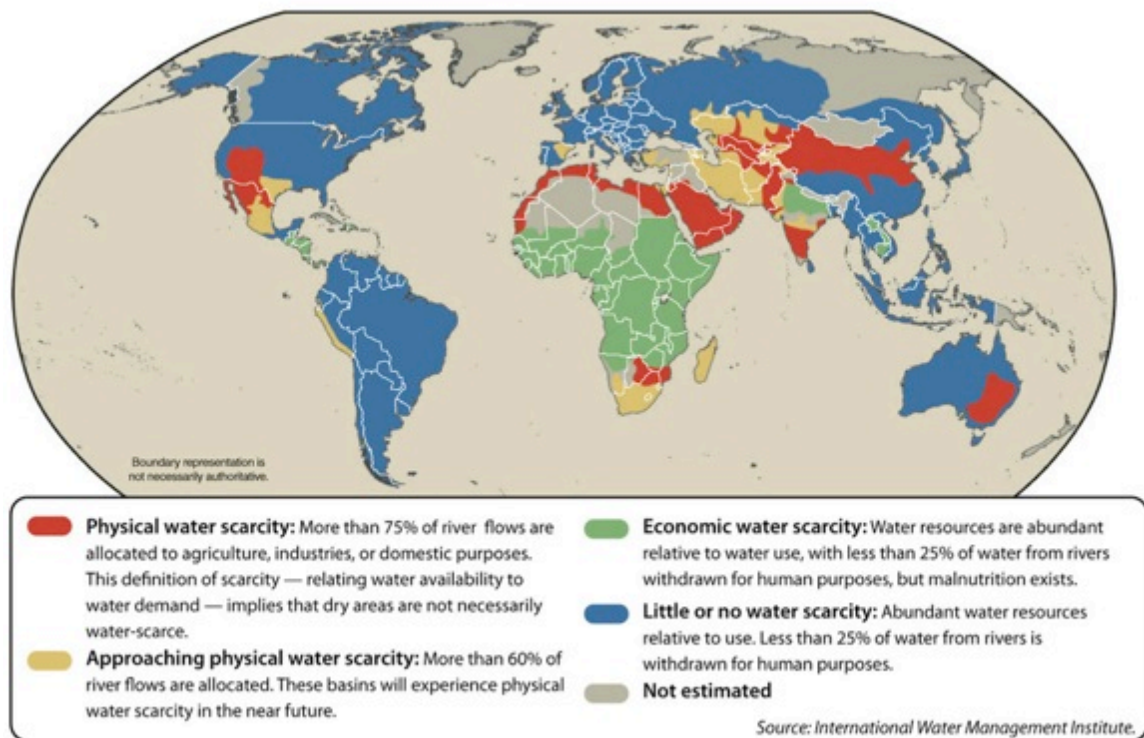 Boundary representation is
not necessarily authoritative.
Physical water scarcity: More than 75% of river flows are
allocated to agriculture, industries, or domestic purposes.
This definition of scarcity — relating water availability to
water demand — implies that dry areas are not necessarily
water-scarce.
Approaching physical water scarcity: More than 60% of
river flows are allocated. These basins will experience physical
water scarcity in the near future.
Economic water scarcity: Water resources are abundant
relative to water use, with less than 25% of water from rivers
withdrawn for human purposes, but malnutrition exists.
Little or no water scarcity: Abundant water resources
relative to use. Less than 25% of water from rivers is
withdrawn for human purposes.
Not estimated
Source: International Water Management Institute.